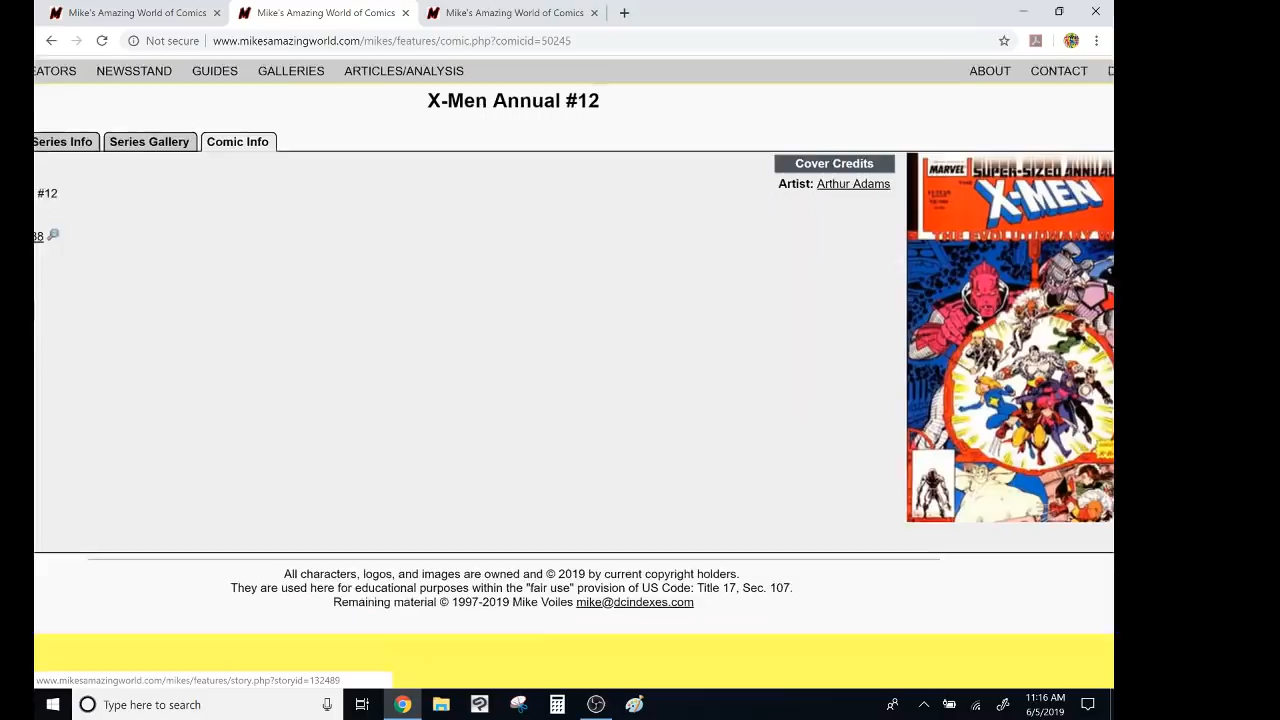 Mike's Amazing World of Comics
Mike's Amazing World of Comics
Mike's Amazing World of Comics
Not secure
www.mikesamazingworld.com/mikes/features/comic.php?comicid=50245
EATORS
NEWSSTAND
GUIDES
GALLERIES
ARTICLES/ANALYSIS
ABOUT
CONTACT
X-Men Annual #12
Series Info
Series Gallery
Comic Info
Cover Credits
Artist: Arthur Adams
#12
88
MARVEL
SUPER-SIZED ANNUAL
THE
X-MEN
THE EVOLUTIONARY
All characters, logos, and images are owned and © 2019 by current copyright holders.
They are used here for educational purposes within the "fair use" provision of US Code: Title 17, Sec. 107.
Remaining material © 1997-2019 Mike Voiles mike@dcindexes.com
www.mikesamazingworld.com/mikes/features/story.php?storyid=132489
Type here to search
11:16 AM
6/5/2019